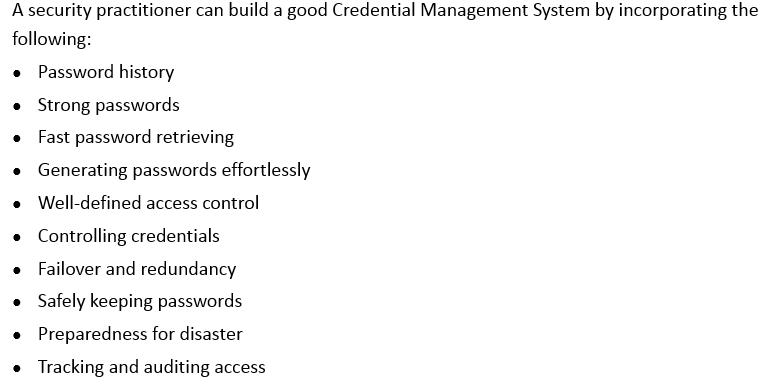 A security practitioner can build a good Credential Management System by incorporating the
following:
• Password history
• Strong passwords
• Fast password retrieving
• Generating passwords effortlessly
• Well-defined access control
• Controlling credentials
• Failover and redundancy
• Safely keeping passwords
• Preparedness for disaster
• Tracking and auditing access